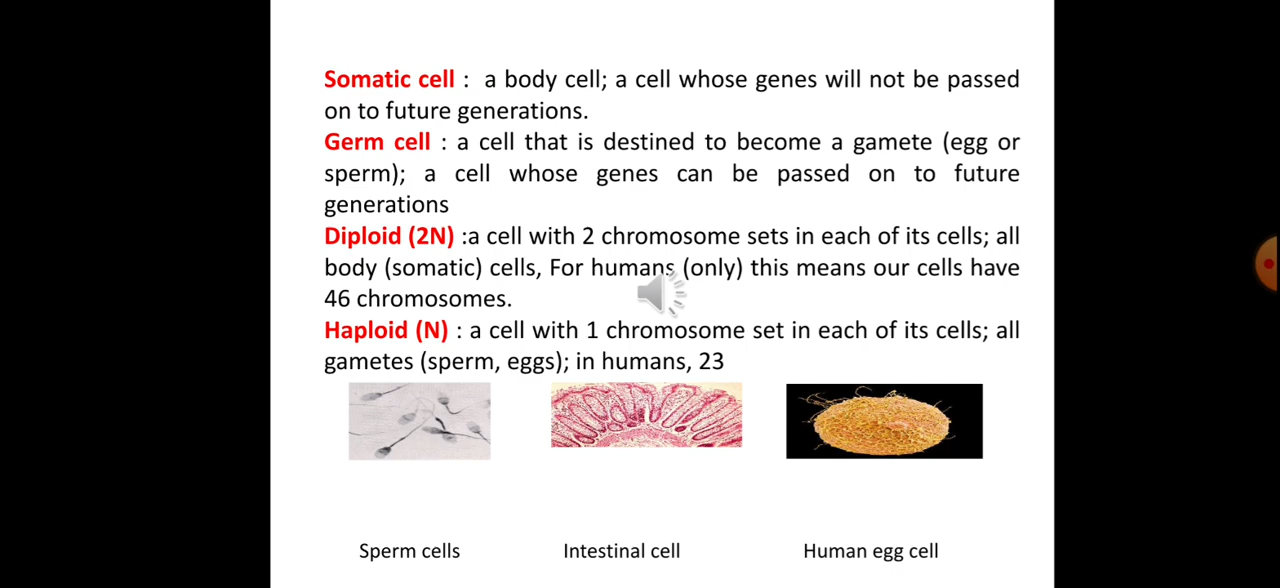 Somatic cell : a body cell; a cell whose genes will not be passed
on to future generations.
Germ cell : a cell that is destined to become a gamete (egg or
sperm); a cell whose genes can be passed on to future
generations
Diploid (2N) :a cell with 2 chromosome sets in each of its cells; all
body (somatic) cells, For humans (only) this means our cells have
46 chromosomes.
Haploid (N) : a cell with 1 chromosome set in each of its cells; all
gametes (sperm, eggs); in humans, 23
Sperm cells
Intestinal cell
Human egg cell